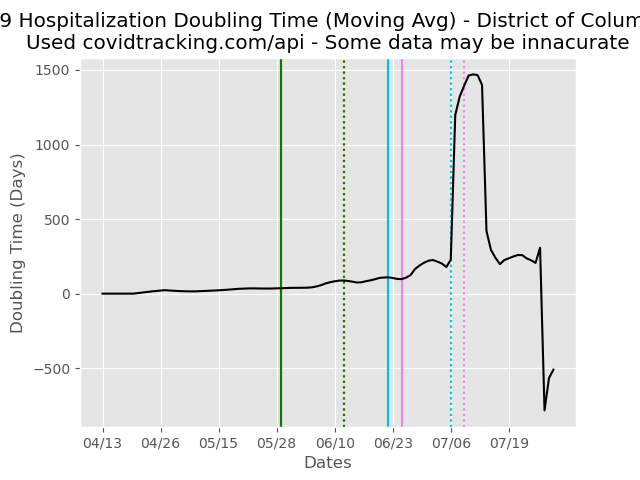 9 Hospitalization Doubling Time (Moving Avg) - District of Colum
Used covidtracking.com/api - Some data may be innacurate
1500
1000
500
0
−500
Doubling Time (Days)
04/13 04/26 05/15 05/28 06/10 06/23 07/06 07/19
Dates